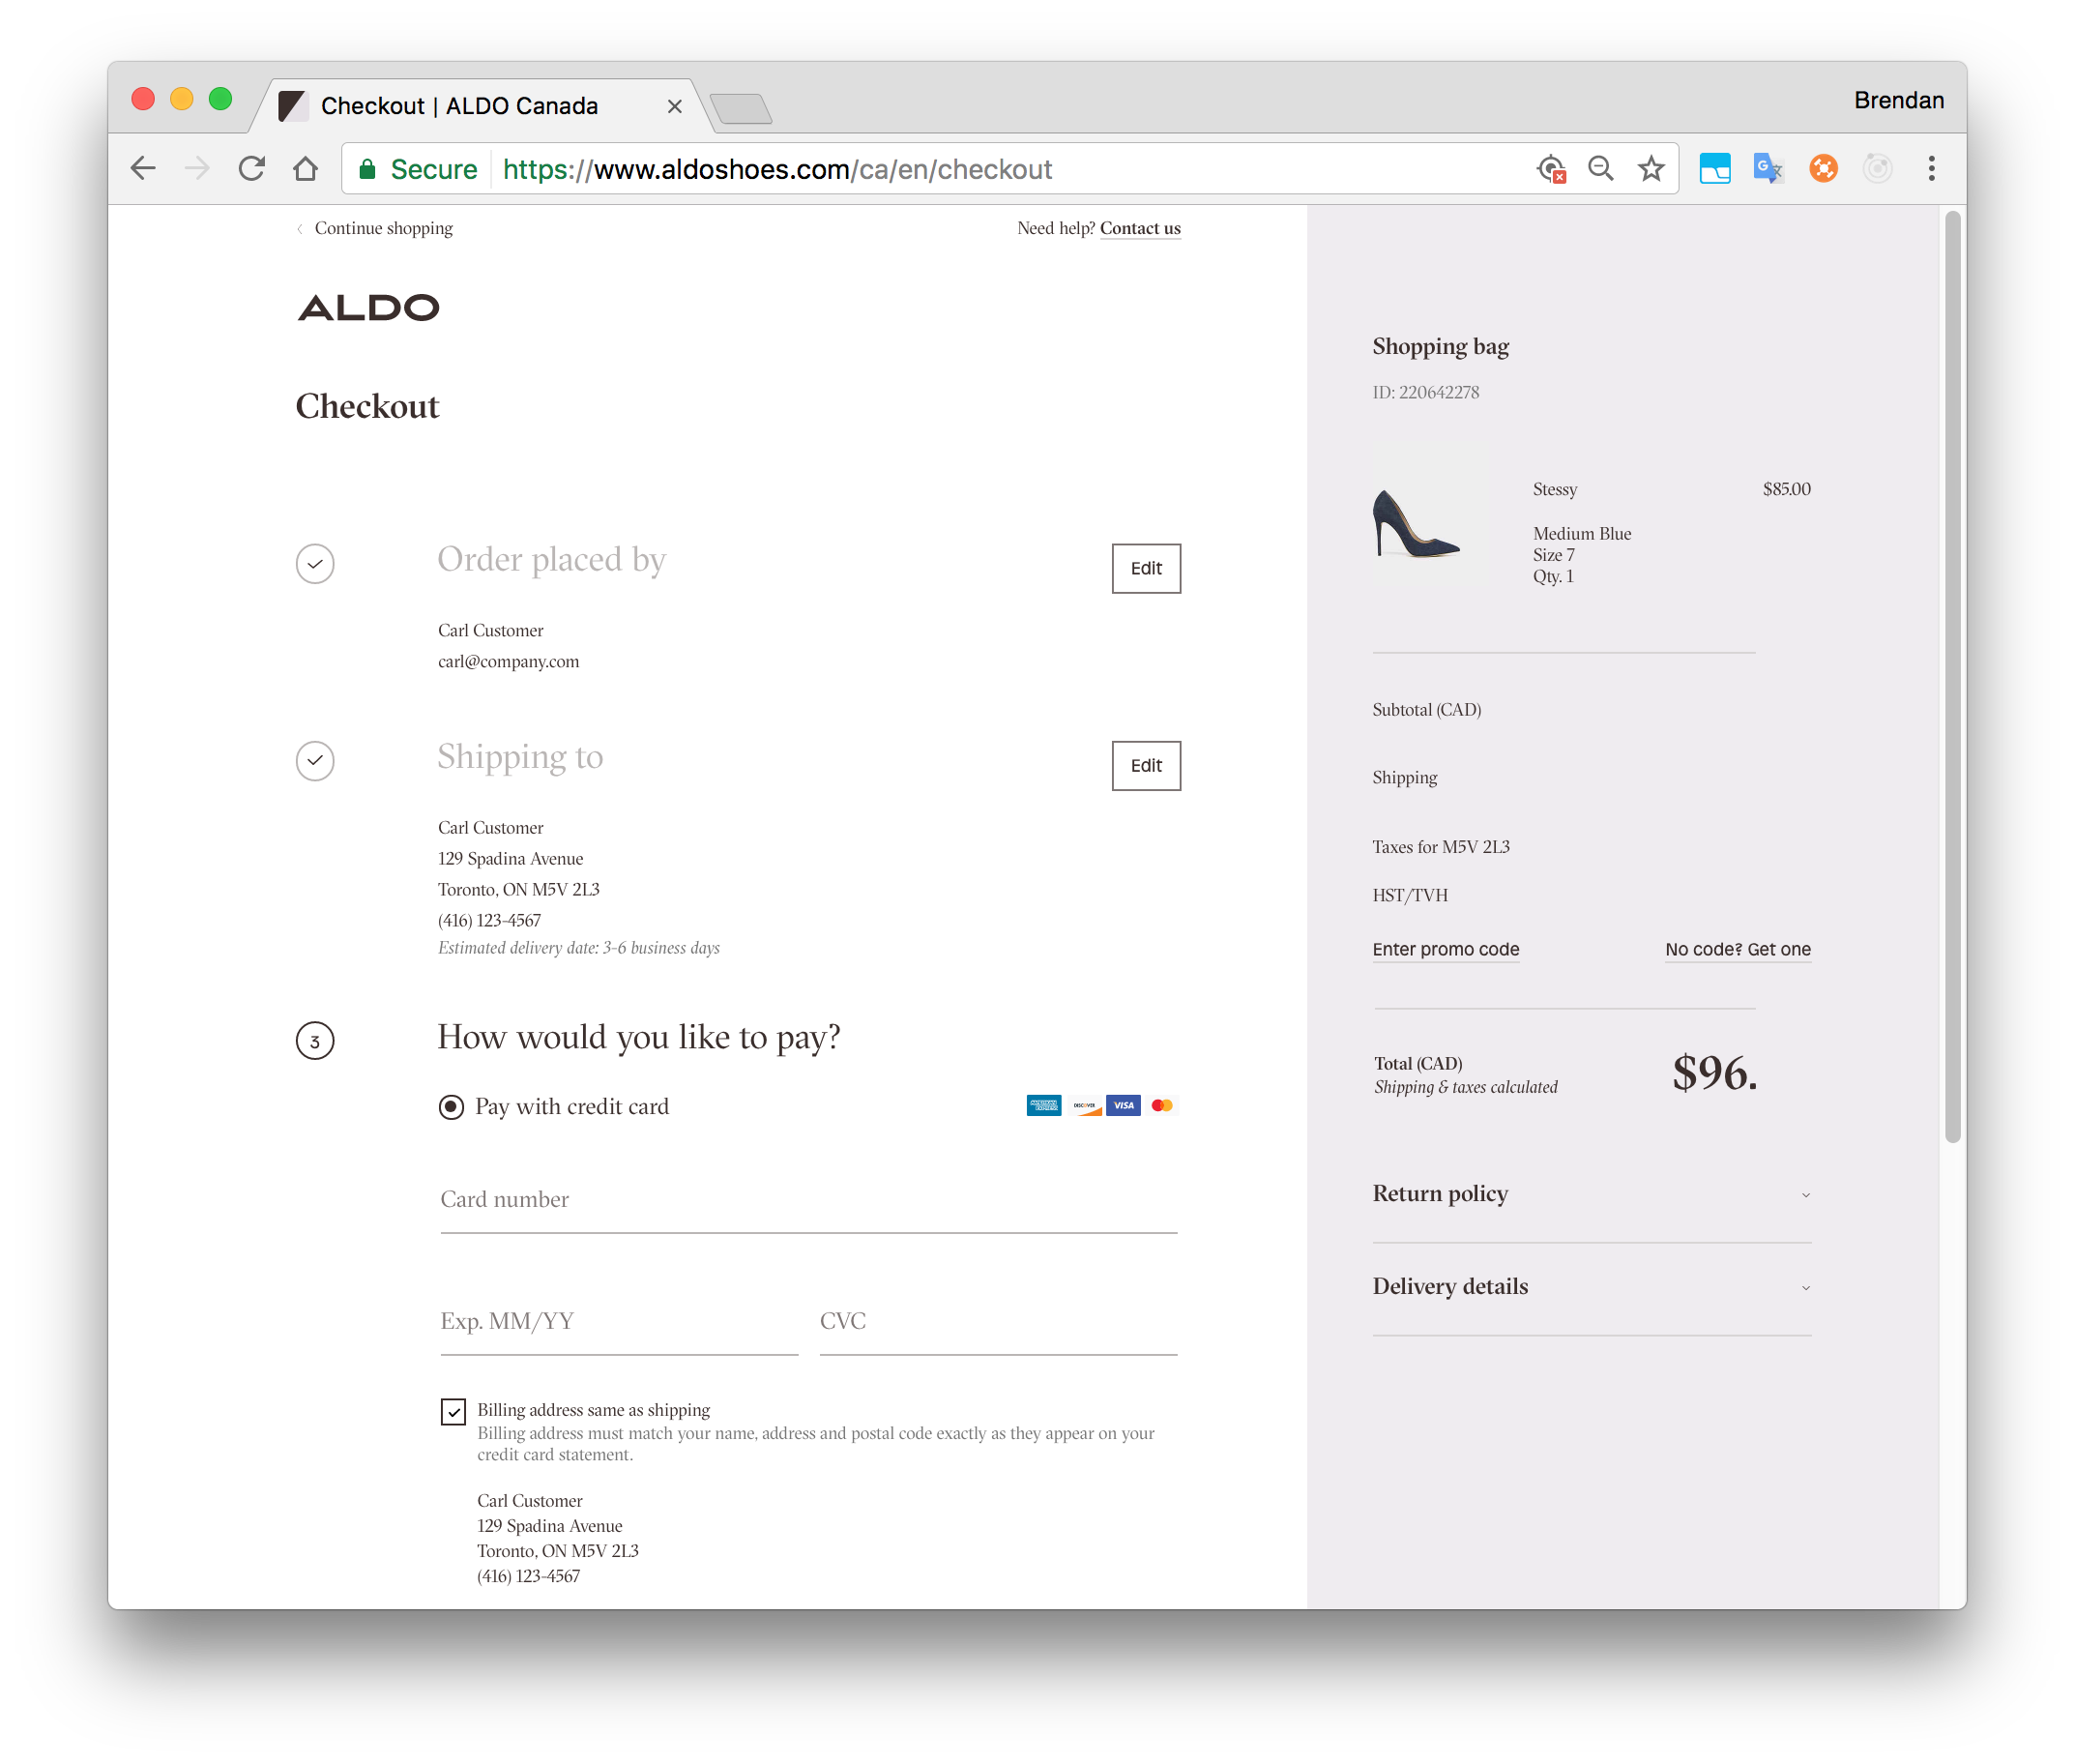 Checkout | ALDO Canada
Brendan
Secure https://www.aldoshoes.com/ca/en/checkout
Continue shopping
Need help? Contact us
ALDO
Checkout
Order placed by
Edit
Carl Customer
carl@company.com
Shipping to
Edit
Carl Customer
129 Spadina Avenue
Toronto, ON M5V 2L3
(416) 123-4567
Estimated delivery date: 3-6 business days
3
How would you like to pay?
Pay with credit card
DISCOVER VISA
Card number
Exp. MM/YY
CVC
Billing address same as shipping
Billing address must match your name, address and postal code exactly as they appear on your
credit card statement.
Carl Customer
129 Spadina Avenue
Toronto, ON M5V 2L3
(416) 123-4567
Shopping bag
ID: 220642278
Stessy
$85.00
Medium Blue
Size 7
Qty. 1
Subtotal (CAD)
Shipping
Taxes for M5V 2L3
HST/TVH
Enter promo code
No code? Get one
Total (CAD)
Shipping & taxes calculated
$96.
Return policy
Delivery details